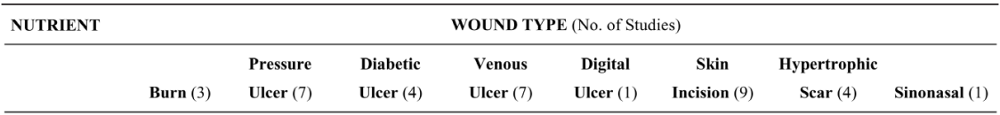 NUTRIENT WOUND TYPE (No. of Studies)
Pressure Diabetic Venous Digital Skin Hypertrophic
Burn (3) Ulcer (7) Ulcer (4) Ulcer (7) Ulcer (1) Incision (9) Scar (4) Sinonasal (1)